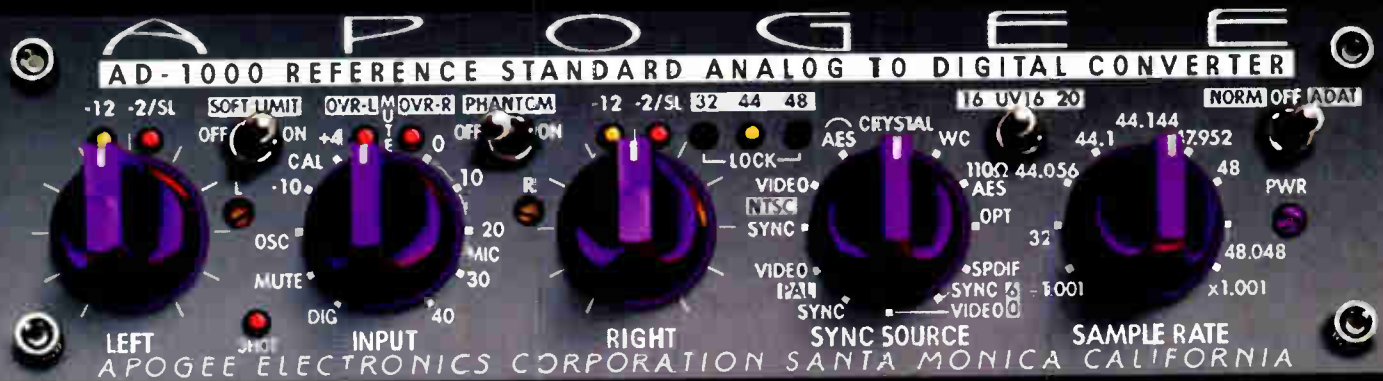 APOGEE
AD-1000 REFERENCE STANDARD ANALOG TO DIGITAL CONVERTER
-12 -2/SL
SOFT LIMIT
OFF ON
L
LEFT
SHOT
OVR-L MUTE OVR-R
+4
CAL
-10
OSC
MUTE
DIG
0
10
20
MIC
30
40
INPUT
PHANTOM
OFF ON
R
-12 -2/SL
RIGHT
32 44 48
LOCK
AES CRYSTAL WC
VIDEO
NTSC
SYNC
VIDEO
PAL
SYNC
110Ω
AES
OPT
SPDIF
SYNC 6
VIDEO 0
SYNC SOURCE
16 UV16 20
44.1 44.144 47.952
44.056
48
32
48.048
x1.001
SAMPLE RATE
NORM OFF ADAT
PWR
APOGEE ELECTRONICS CORPORATION SANTA MONICA CALIFORNIA